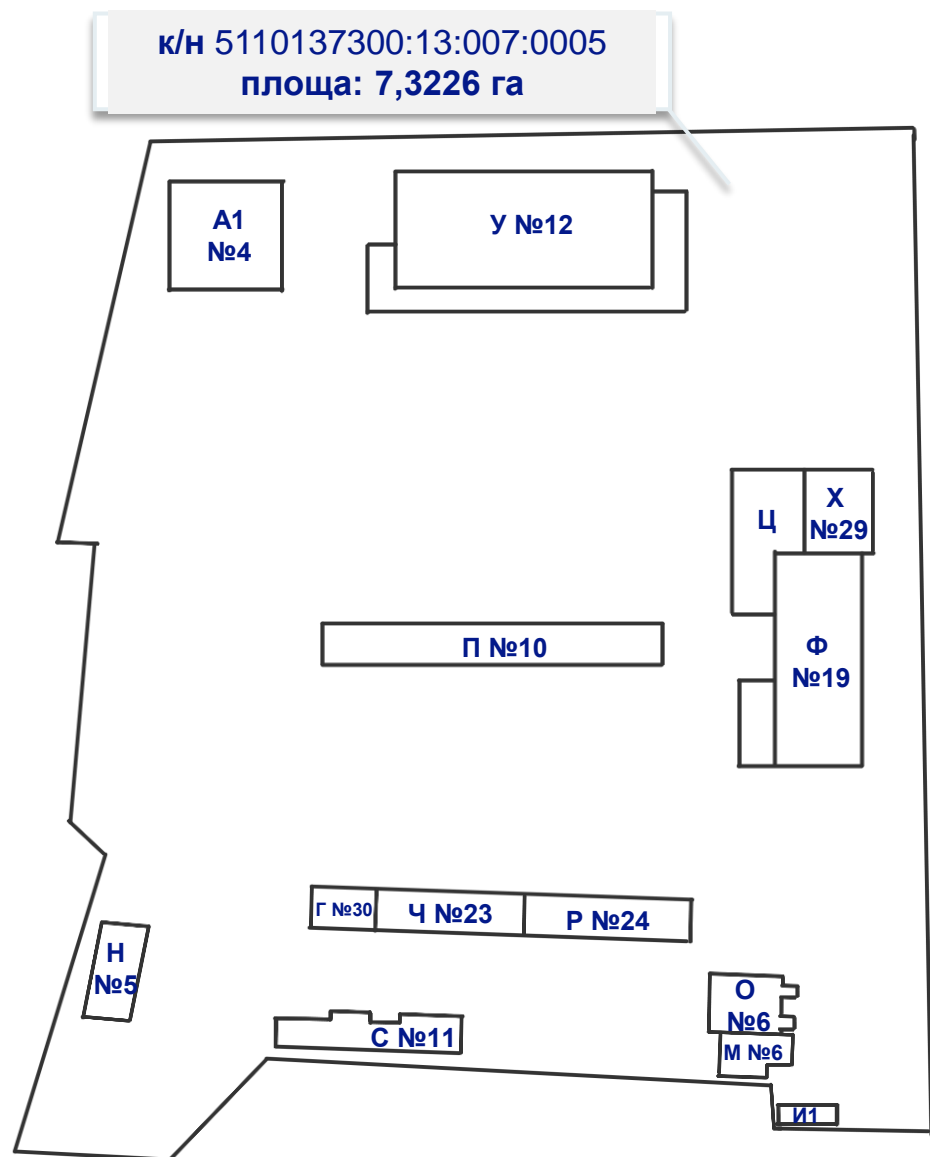 к/н 5110137300:13:007:0005
площа: 7,3226 га
А1
№4
У №12
Ц
Х
№29
П №10
Ф
№19
Г №30
Ч №23
Р №24
Н
№5
О
№6
С №11
М №6
И1